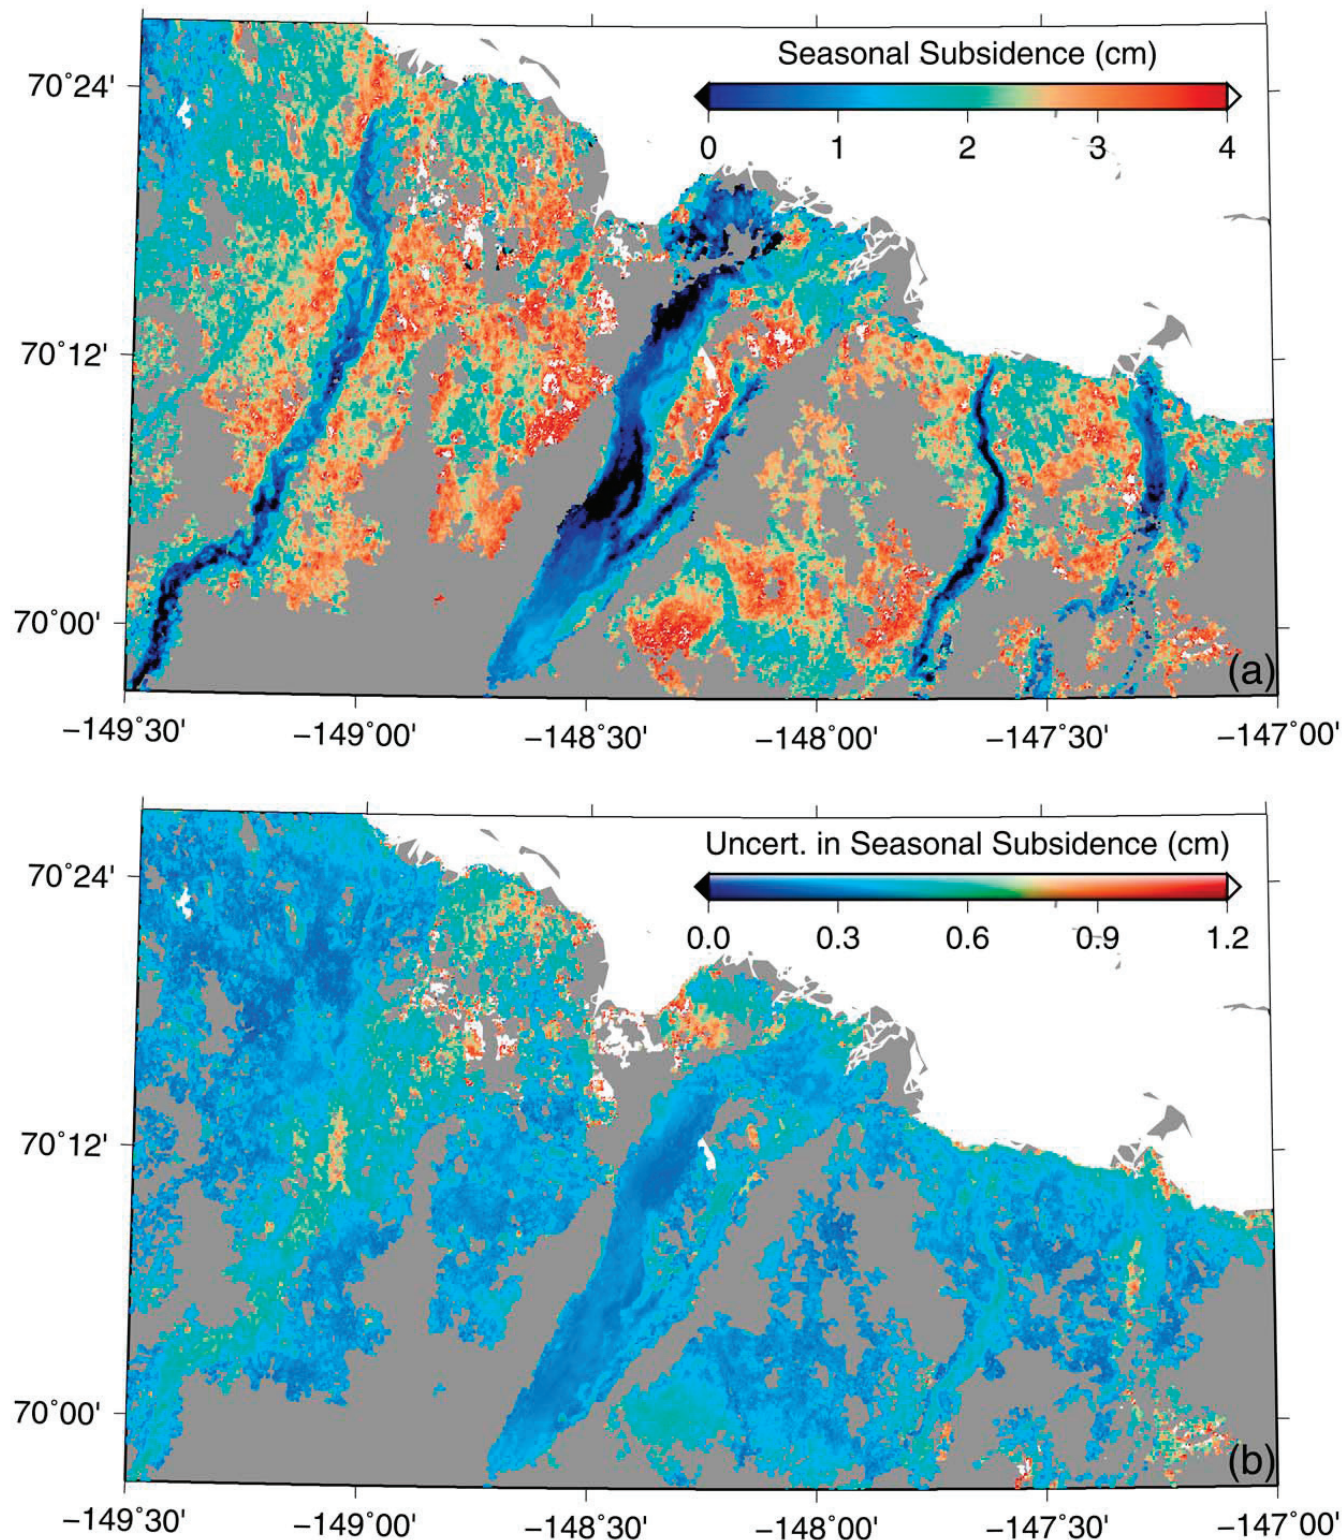 Seasonal Subsidence (cm)
0 1 2 3 4
70°24'
70°12'
70°00'
(a)
−149°30' −149°00' −148°30' −148°00' −147°30' −147°00'
Uncert. in Seasonal Subsidence (cm)
70°24'
0.0 0.3 0.6 0.9 1.2
70°12'
70°00'
(b)
−149°30' −149°00' −148°30' −148°00' −147°30' −147°00'